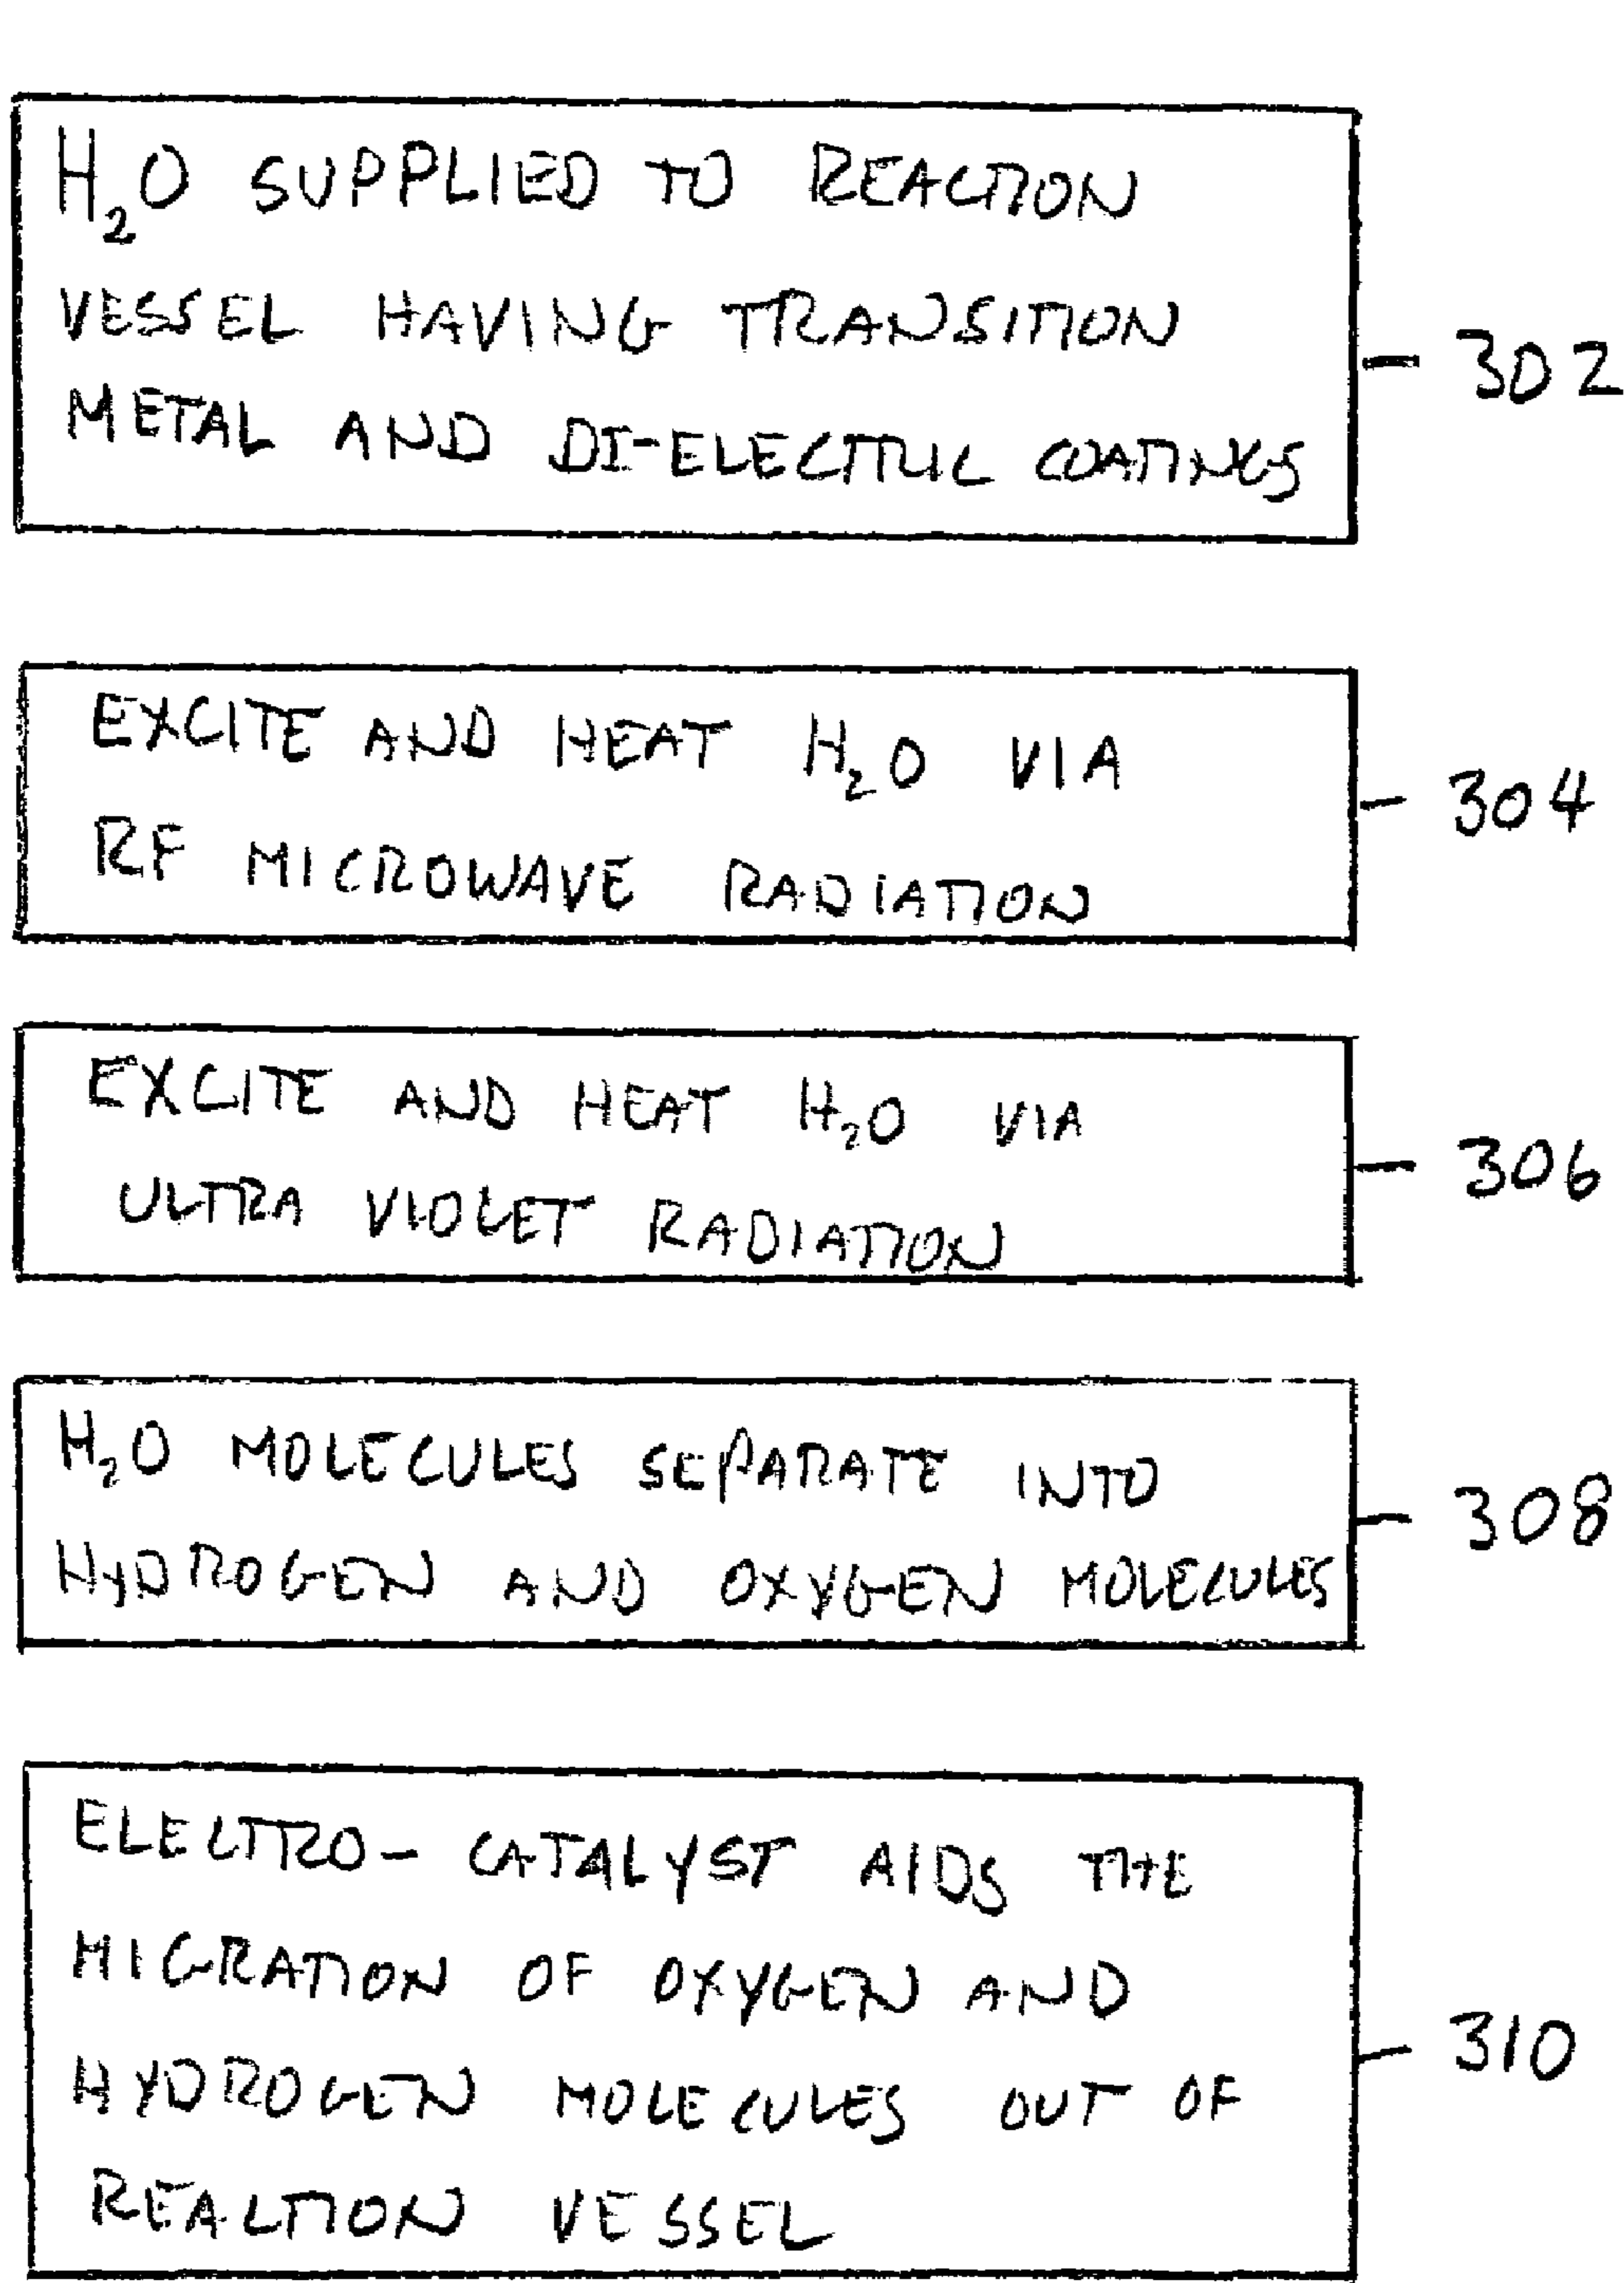 H₂O SUPPLIED TO REACTION
VESSEL HAVING TRANSITION
METAL AND DI-ELECTRIC COATINGS
302
EXCITE AND HEAT H₂O VIA
RF MICROWAVE RADIATION
304
EXCITE AND HEAT H₂O VIA
ULTRA VIOLET RADIATION
306
H₂O MOLECULES SEPARATE INTO
HYDROGEN AND OXYGEN MOLECULES
308
ELECTRO-CATALYST AIDS THE
MIGRATION OF OXYGEN AND
HYDROGEN MOLECULES OUT OF
REACTION VESSEL
310